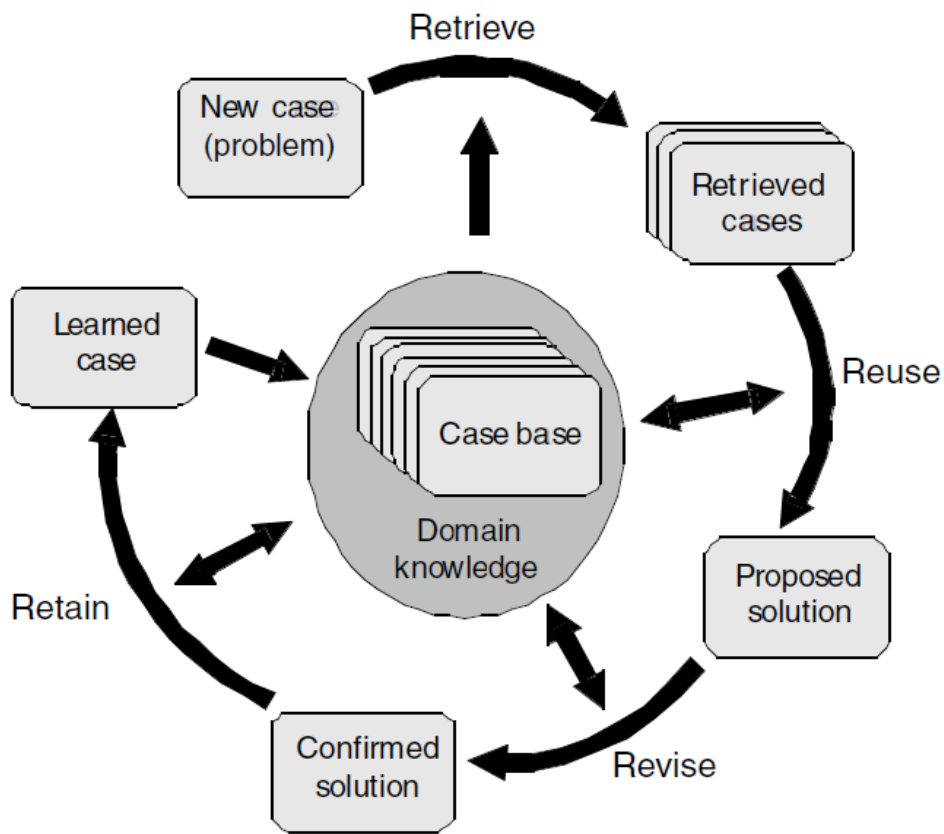 Retrieve
New case
(problem)
Retrieved
cases
Learned
case
Reuse
Case base
Domain
knowledge
Proposed
solution
Retain
Confirmed
solution
Revise